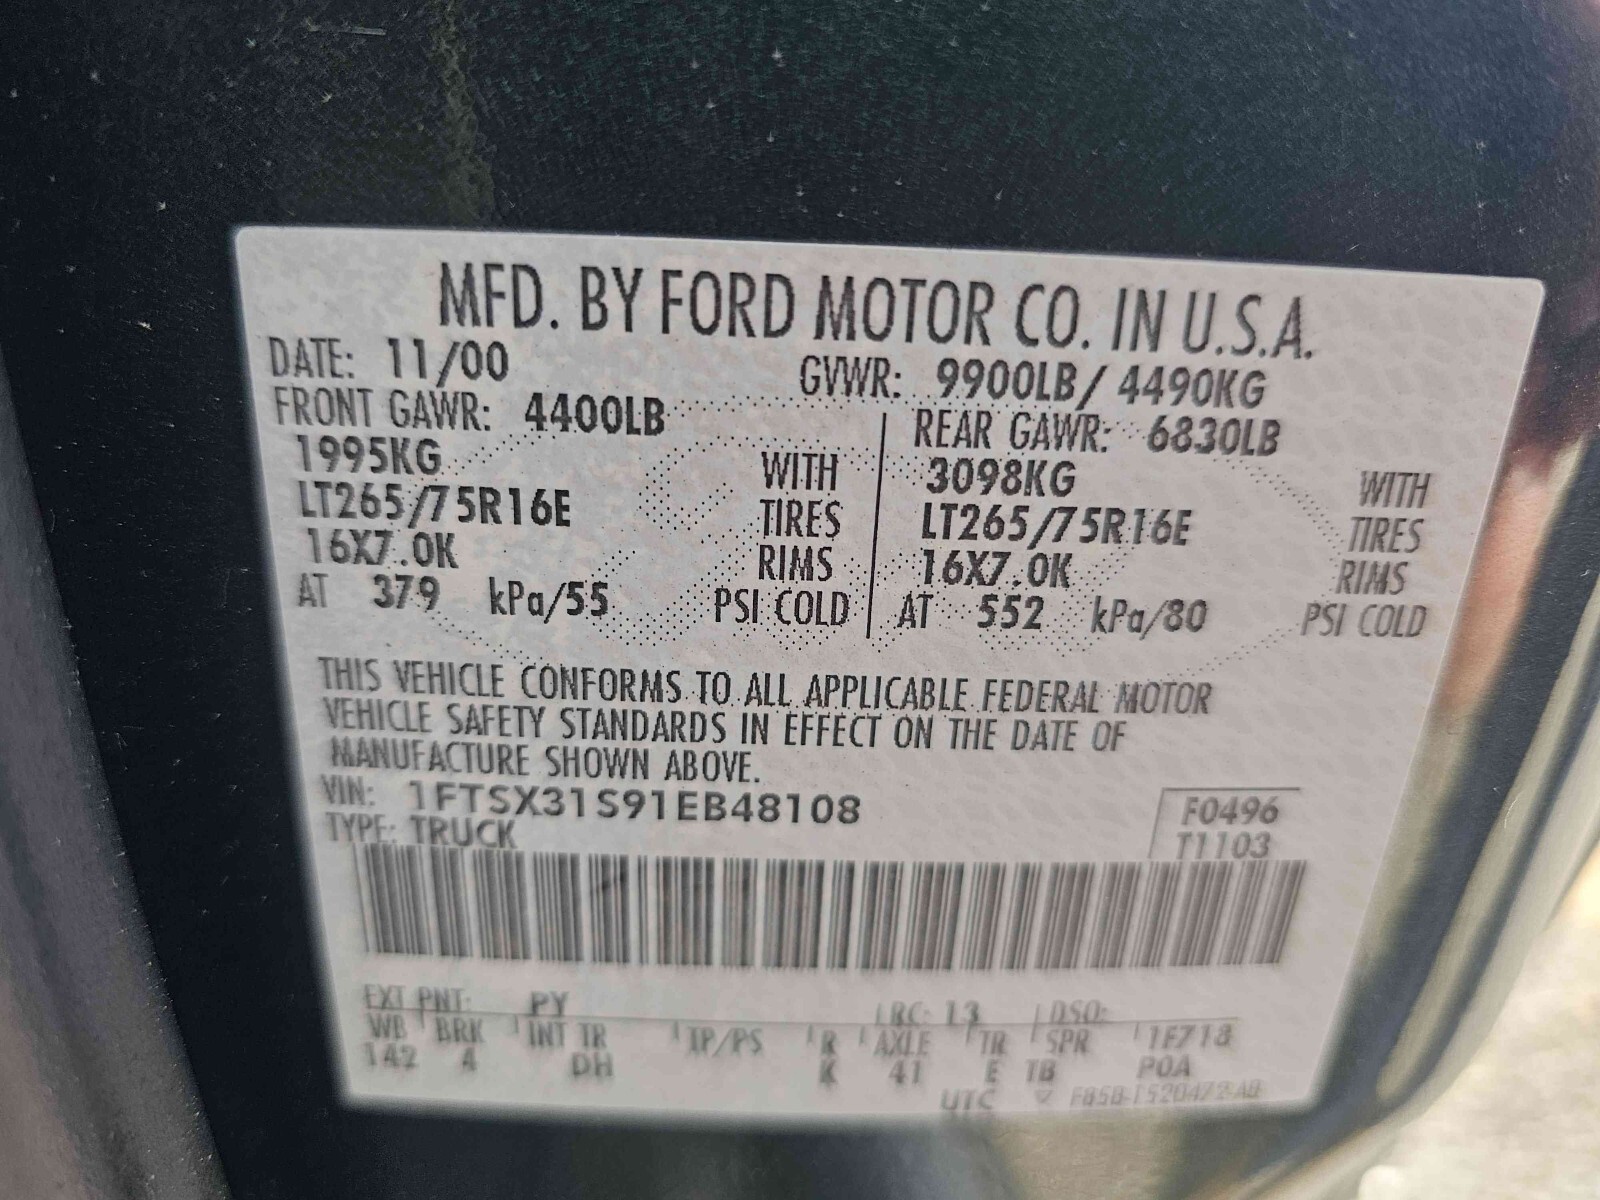 MFD. BY FORD MOTOR CO. IN U.S.A.
DATE: 11/00 GVWR: 9900LB/ 4490KG
FRONT GAWR: 4400LB REAR GAWR: 6830LB
1995KG WITH 3098KG WITH
LT265/75R16E TIRES LT265/75R16E TIRES
16X7.0K RIMS 16X7.0K RIMS
AT 379 kPa/55 PSI COLD AT 552 kPa/80 PSI COLD
THIS VEHICLE CONFORMS TO ALL APPLICABLE FEDERAL MOTOR
VEHICLE SAFETY STANDARDS IN EFFECT ON THE DATE OF
MANUFACTURE SHOWN ABOVE.
VIN: 1FTSX31S91EB48108 F0496
TYPE: TRUCK T1103
EXT PNT: PY RC: 13 DSO:
WB BRK INT TR TP/PS R AXLE TR SPR
142 4 DH K 41 E TB P0A
UTC